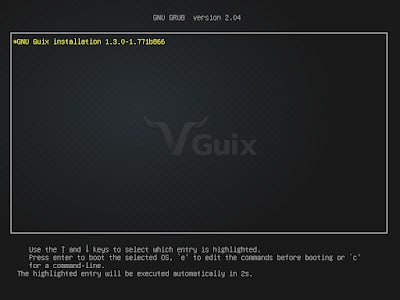 GNU GRUB version 2.04
*GNU Guix installation 1.3.0-1.771b866
Guix
Use the ↑ and ↓ keys to select which entry is highlighted.
Press enter to boot the selected OS, `e' to edit the commands before booting or `c'
for a command-line.
The highlighted entry will be executed automatically in 2s.